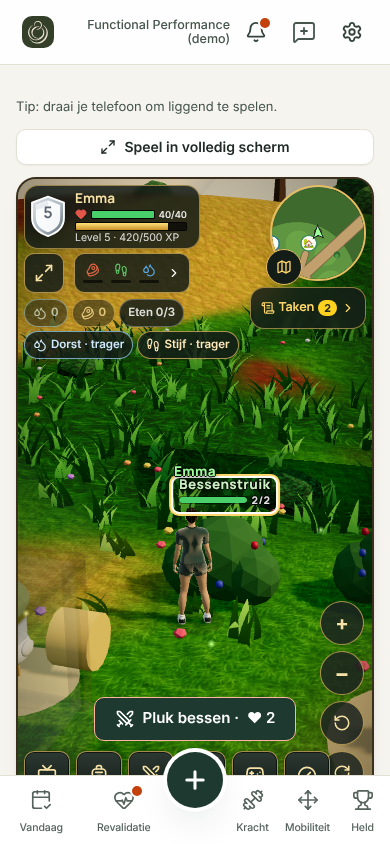 Functional Performance
(demo)
Tip: draai je telefoon om liggend te spelen.
Speel in volledig scherm
5
Emma
40/40
Level 5 · 420/500 XP
0
0
Eten 0/3
Taken 2
Dorst · trager
Stijf · trager
Emma
Bessenstruik
2/2
+
−
Pluk bessen · ♥ 2
+
Vandaag
Revalidatie
Kracht
Mobiliteit
Held